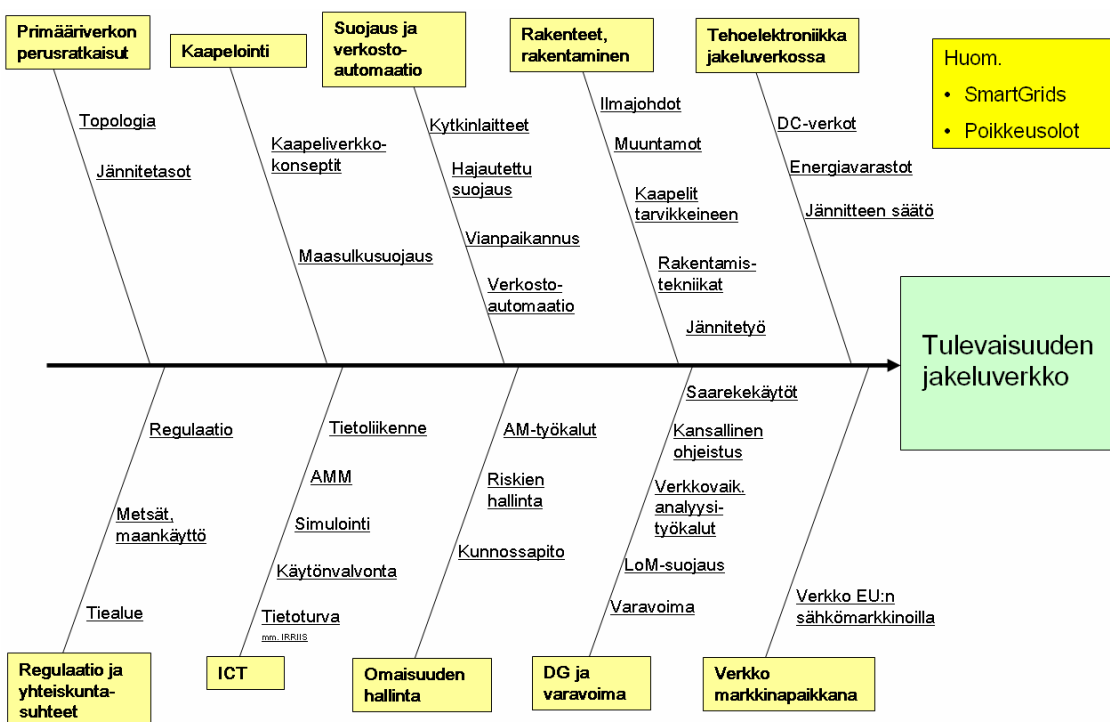 Primääriverkon
perusratkaisut
Topologia
Jännitetasot
Kaapelointi
Kaapeliverkko-
konseptit
Maasulkusuojaus
Suojaus ja
verkosto-
automaatio
Kytkinlaitteet
Hajautettu
suojaus
Vianpaikannus
Verkosto-
automaatio
Rakenteet,
rakentaminen
Ilmajohdot
Muuntamot
Kaapelit
tarvikkeineen
Rakentamis-
tekniikat
Jännitetyö
Tehoelektroniikka
jakeluverkossa
DC-verkot
Energiavarastot
Jännitteen säätö
Huom.
• SmartGrids
• Poikkeusolot
Tulevaisuuden
jakeluverkko
Regulaatio
Metsät,
maankäyttö
Tiealue
Regulaatio ja
yhteiskunta-
suhteet
Tietoliikenne
AMM
Simulointi
Käytönvalvonta
Tietoturva
mm. IRRIIS
ICT
AM-työkalut
Riskien
hallinta
Kunnossapito
Omaisuuden
hallinta
Saarekekäytöt
Kansallinen
ohjeistus
Verkkovaik.
analyysi-
työkalut
LoM-suojaus
Varavoima
DG ja
varavoima
Verkko EU:n
sähkömarkkinoilla
Verkko
markkinapaikkana